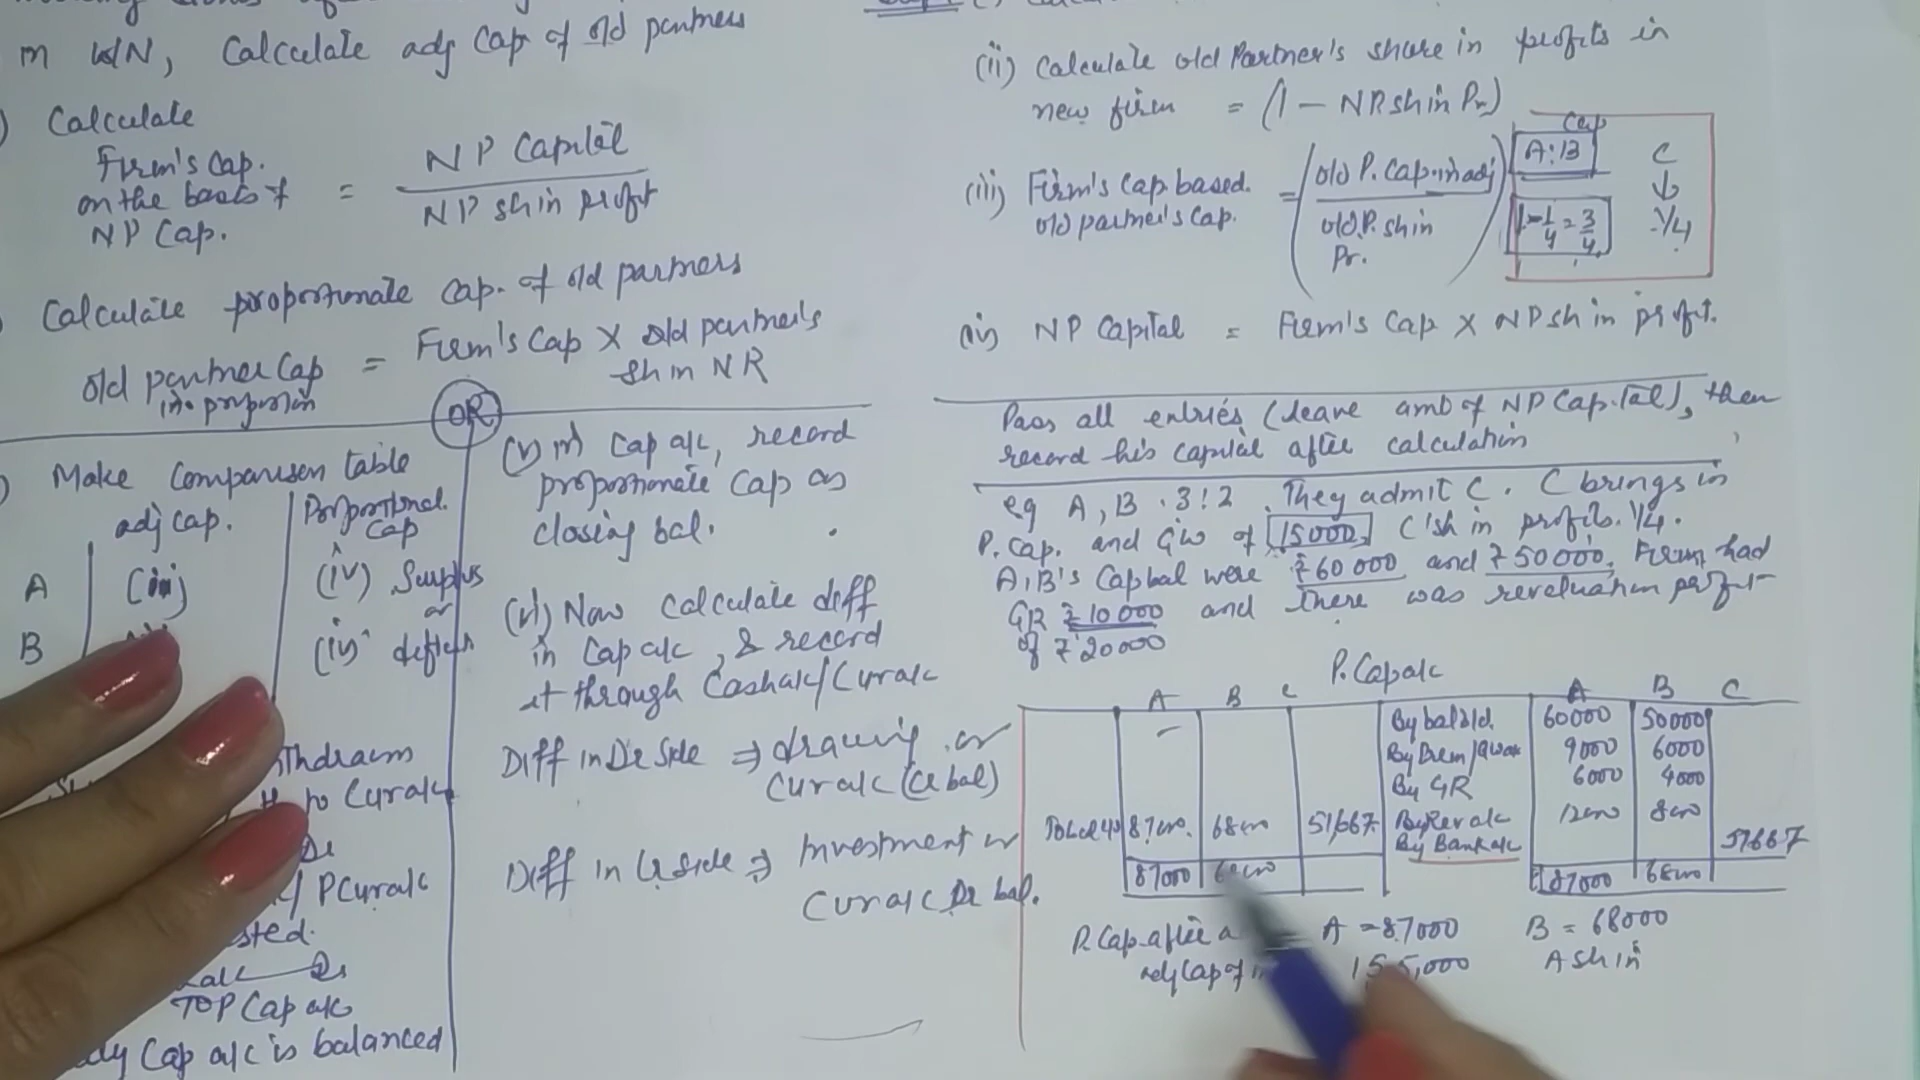 m WN, Calculate adj Cap of old partners
Calculate
Firm's Cap.
on the basis of
NP Cap.
= NP Capital
NP sh in profit
Calculate proportionate cap. of old partners
old partner Cap = Firm's Cap X old partner's
in proportion
sh in NR
OR
Make Comparison table
adj cap.
Proportional
Cap
A (iii) (iv) Surplus
or
B (iv) deficit
thdrawn
to Cur a/c
Dr
/ P Cur a/c
sted.
a/c Dr
TO P Cap a/c
Cap a/c is balanced
(v) in Cap a/c, record
proportionate Cap as
closing bal.
(vi) Now Calculate diff
in Cap a/c, & record
it through Cash a/c/Cur a/c
Diff in Dr side ⇒ drawing or
Cur a/c (Cr bal)
Diff in Cr side ⇒ Investment or
Cur a/c Dr bal.
(ii) Calculate old Partner's share in profits in
new firm = (1 - NP sh in Pr)
(iii) Firm's Cap based
old partner's Cap.
= old P. Cap. in adj
old. P. sh in
Pr.
Cap
A:B C
↓
1 - 1/4 = 3/4 1/4
(iv) NP Capital = Firm's Cap X NP sh in profit.
Pass all entries (leave amt of NP Capital), then
record his capital after calculation
eg A, B 3:2. They admit C. C brings in
P. Cap. and G/w of 15000. C's sh in profits 1/4.
A, B's Capital were ₹60000 and ₹50000. Firm had
GR ₹10000 and there was revaluation profit
of ₹20000
P. Cap a/c
A B C A B C
By bal b/d. 60000 50000
By Prem/G/w a/c 9000 6000
By GR 6000 4000
Total 40 87000. 68000 51,667 By Rev a/c 12000 8000
By Bank a/c 51667
87000 68000 87000 68000
P. Cap. after A = 87000 B = 68000
adj Cap of 155,000 A sh in